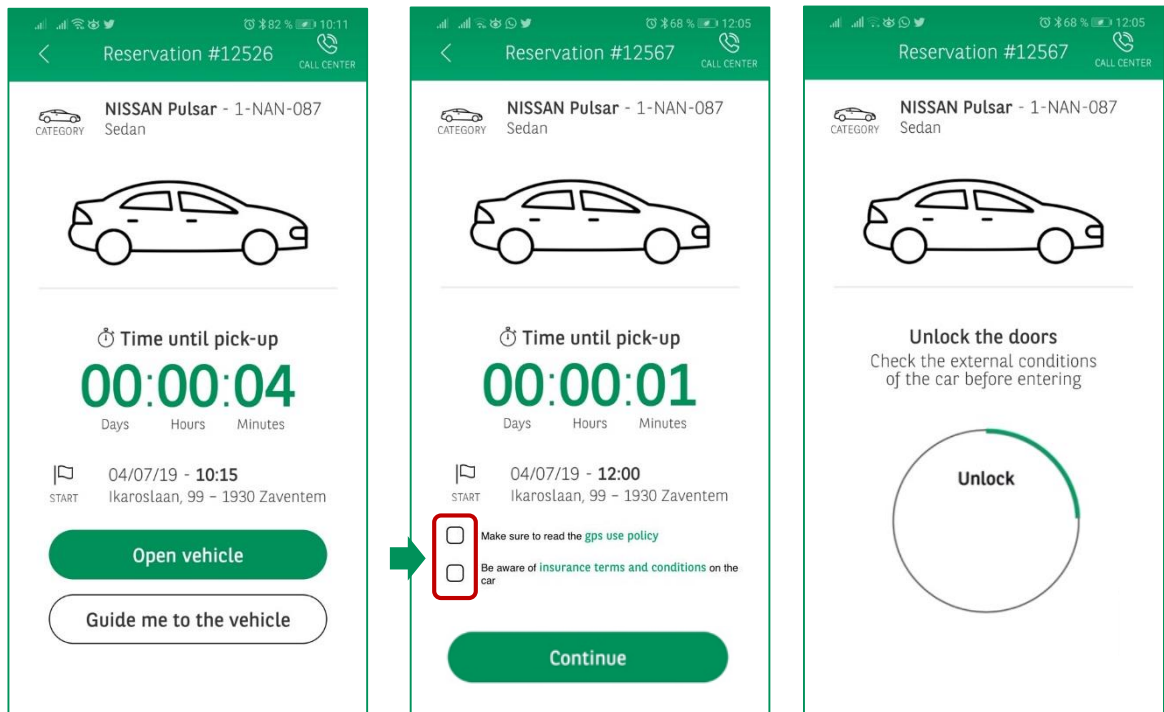 82 % 10:11
Reservation #12526
CALL CENTER
CATEGORY
NISSAN Pulsar - 1-NAN-087
Sedan
Time until pick-up
00:00:04
Days Hours Minutes
START
04/07/19 - 10:15
Ikaroslaan, 99 – 1930 Zaventem
Open vehicle
Guide me to the vehicle
68 % 12:05
Reservation #12567
CALL CENTER
CATEGORY
NISSAN Pulsar - 1-NAN-087
Sedan
Time until pick-up
00:00:01
Days Hours Minutes
START
04/07/19 - 12:00
Ikaroslaan, 99 – 1930 Zaventem
Make sure to read the gps use policy
Be aware of insurance terms and conditions on the
car
Continue
68 % 12:05
Reservation #12567
CALL CENTER
CATEGORY
NISSAN Pulsar - 1-NAN-087
Sedan
Unlock the doors
Check the external conditions
of the car before entering
Unlock